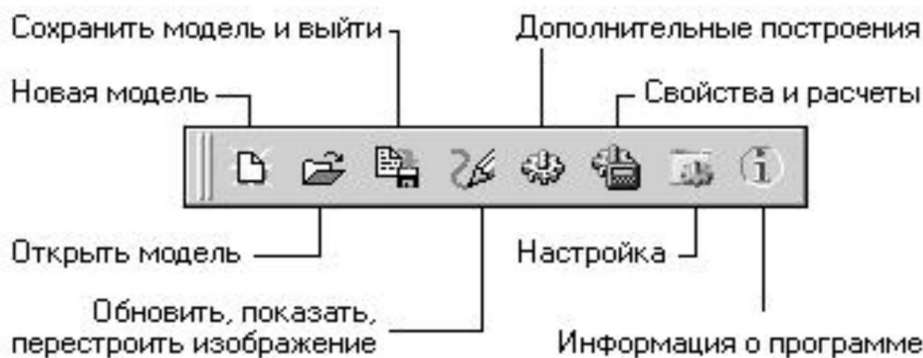 Сохранить модель и выйти
Дополнительные построения
Новая модель
Свойства и расчеты
Открыть модель
Настройка
Обновить, показать,
перестроить изображение
Информация о программе